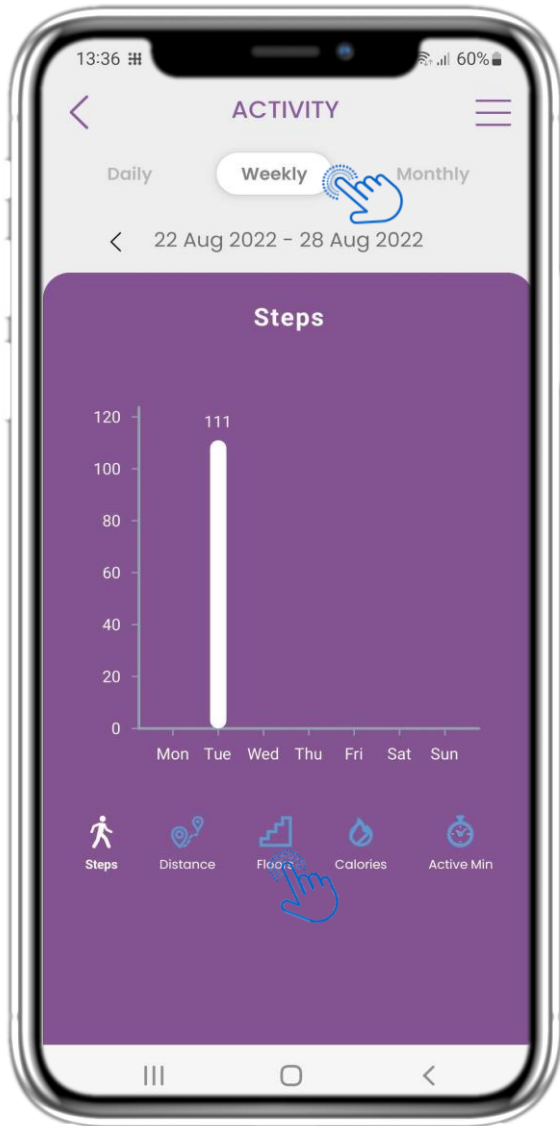 13:36 60%
ACTIVITY
Daily Weekly Monthly
22 Aug 2022 - 28 Aug 2022
Steps
120
111
100
80
60
40
20
0
Mon Tue Wed Thu Fri Sat Sun
Steps Distance Calories Active Min